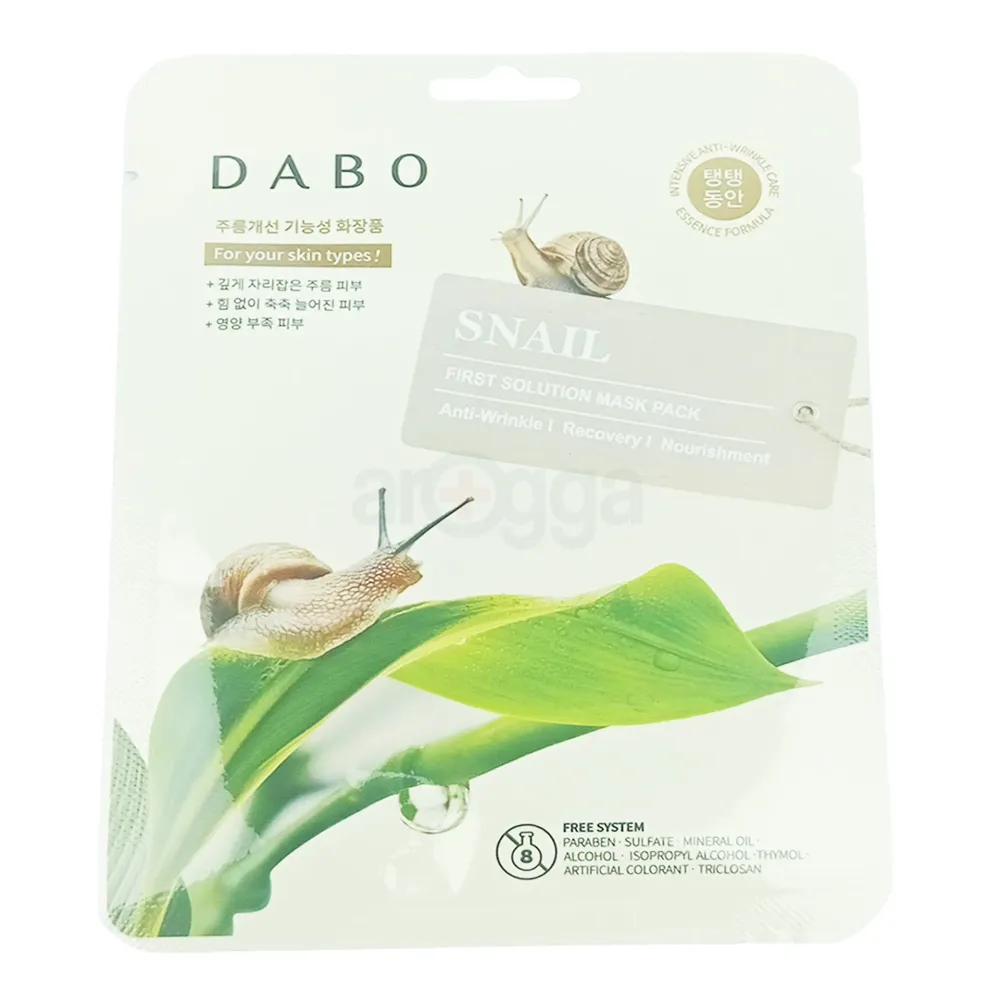 DABO
주름개선 기능성 화장품
For your skin types!
+ 깊게 자리잡은 주름 피부
+ 힘 없이 축축 늘어진 피부
+ 영양 부족 피부
INTENSIVE ANTI-WRINKLE CARE
탱탱
동안
ESSENCE FORMULA
SNAIL
FIRST SOLUTION MASK PACK
Anti-Wrinkle I Recovery I Nourishment
arogga
8
FREE SYSTEM
PARABEN · SULFATE · MINERAL OIL ·
ALCOHOL · ISOPROPYL ALCOHOL · THYMOL ·
ARTIFICIAL COLORANT · TRICLOSAN